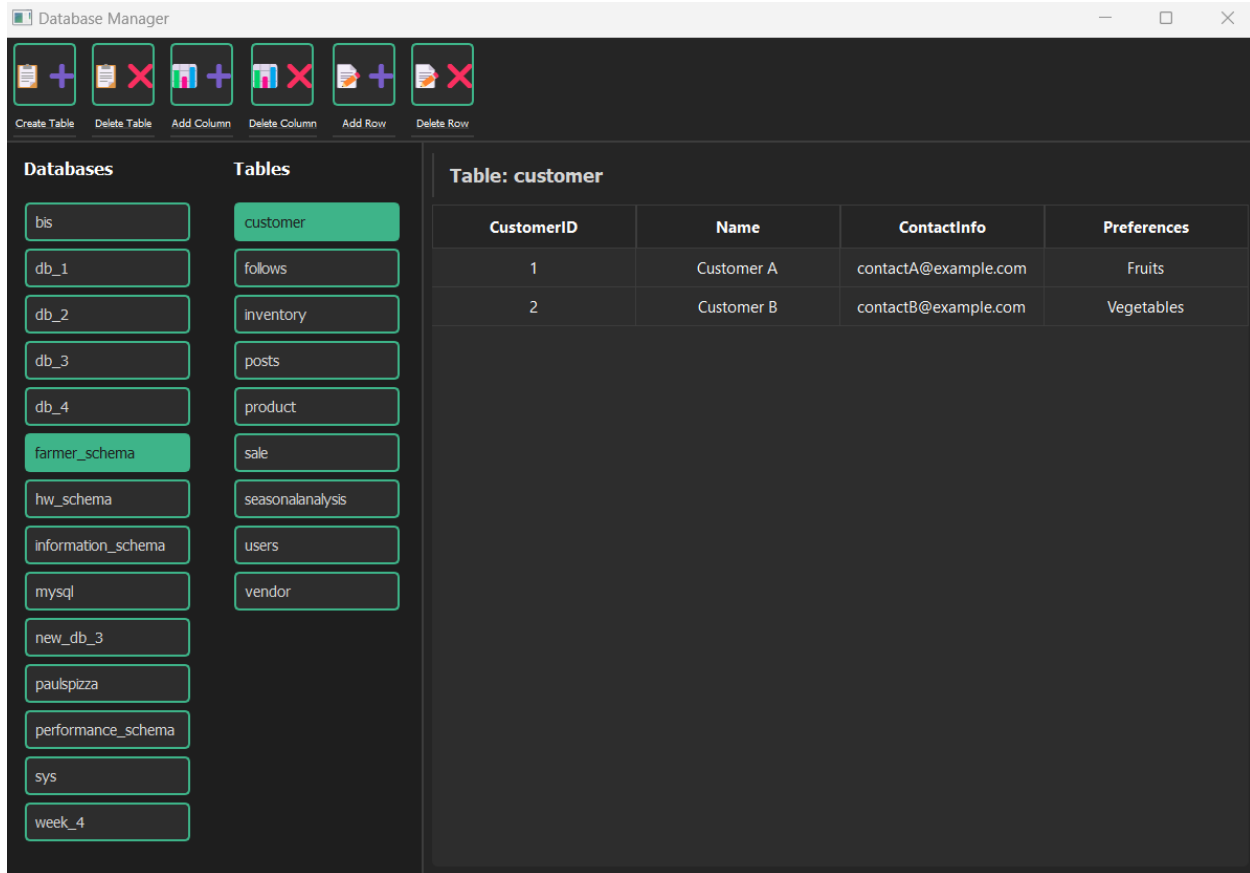 Database Manager
Create Table Delete Table Add Column Delete Column Add Row Delete Row
Databases
bis
db_1
db_2
db_3
db_4
farmer_schema
hw_schema
information_schema
mysql
new_db_3
paulspizza
performance_schema
sys
week_4
Tables
customer
follows
inventory
posts
product
sale
seasonalanalysis
users
vendor
Table: customer
CustomerID Name ContactInfo Preferences
1 Customer A contactA@example.com Fruits
2 Customer B contactB@example.com Vegetables